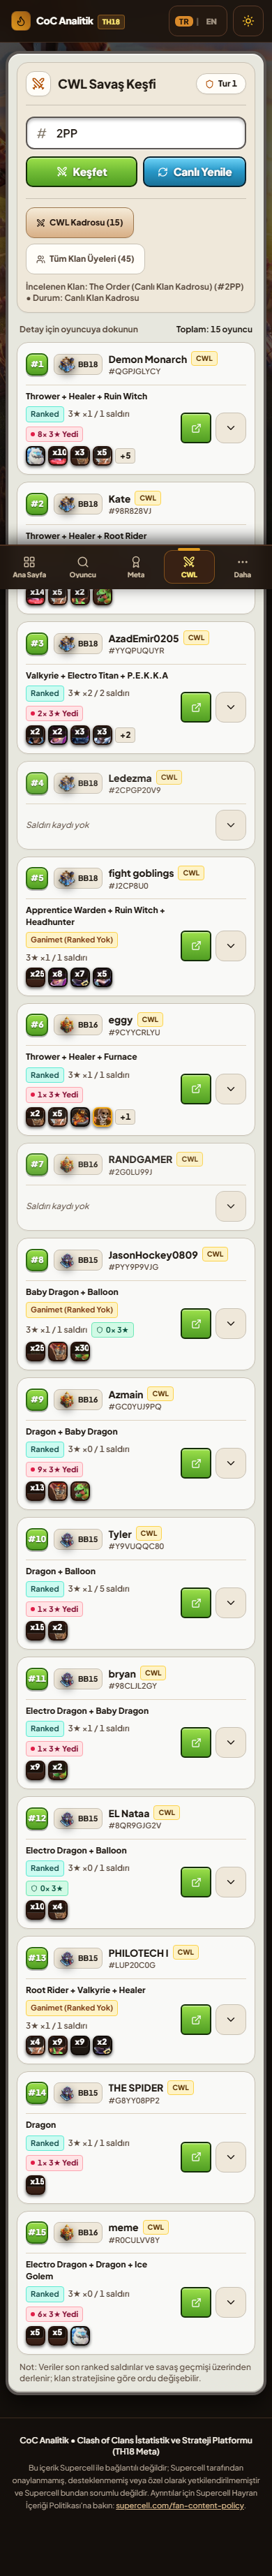 CoC Analitik TH18
TR | EN
CWL Savaş Keşfi
Tur 1
# 2PP
Keşfet
Canlı Yenile
CWL Kadrosu (15)
Tüm Klan Üyeleri (45)
İncelenen Klan: The Order (Canlı Klan Kadrosu) (#2PP)
• Durum: Canlı Klan Kadrosu
Detay için oyuncuya dokunun
Toplam: 15 oyuncu
#1 BB18 Demon Monarch CWL
#QPJGLYCY
Thrower + Healer + Ruin Witch
Ranked 3★ ×1 / 1 saldırı
8× 3★ Yedi
x10 x3 x5 +5
#2 BB18 Kate CWL
#98R828VJ
Thrower + Healer + Root Rider
Ana Sayfa
Oyuncu
Meta
CWL
Daha
x14 x5 x2
#3 BB18 AzadEmir0205 CWL
#YYQPUQUYR
Valkyrie + Electro Titan + P.E.K.K.A
Ranked 3★ ×2 / 2 saldırı
2× 3★ Yedi
x2 x2 x3 x3 +2
#4 BB18 Ledezma CWL
#2CPGP20V9
Saldırı kaydı yok
#5 BB18 fight goblings CWL
#J2CP8U0
Apprentice Warden + Ruin Witch +
Headhunter
Ganimet (Ranked Yok)
3★ ×1 / 1 saldırı
x25 x8 x7 x5
#6 BB16 eggy CWL
#9CYYCRLYU
Thrower + Healer + Furnace
Ranked 3★ ×1 / 1 saldırı
1× 3★ Yedi
x2 x5 +1
#7 BB16 RANDGAMER CWL
#2G0LU99J
Saldırı kaydı yok
#8 BB15 JasonHockey0809 CWL
#PYY9P9VJG
Baby Dragon + Balloon
Ganimet (Ranked Yok)
3★ ×1 / 1 saldırı 0× 3★
x25 x30
#9 BB16 Azmain CWL
#GC0YUJ9PQ
Dragon + Baby Dragon
Ranked 3★ ×0 / 1 saldırı
9× 3★ Yedi
x13
#10 BB15 Tyler CWL
#Y9VUQQC80
Dragon + Balloon
Ranked 3★ ×1 / 5 saldırı
1× 3★ Yedi
x15 x2
#11 BB15 bryan CWL
#98CLJL2GY
Electro Dragon + Baby Dragon
Ranked 3★ ×1 / 1 saldırı
1× 3★ Yedi
x9 x2
#12 BB15 EL Nataa CWL
#8QR9GJG2V
Electro Dragon + Balloon
Ranked 3★ ×0 / 1 saldırı
0× 3★
x10 x4
#13 BB15 PHILOTECH I CWL
#LUP20C0G
Root Rider + Valkyrie + Healer
Ganimet (Ranked Yok)
3★ ×1 / 1 saldırı
x4 x9 x9 x2
#14 BB15 THE SPIDER CWL
#G8YY08PP2
Dragon
Ranked 3★ ×1 / 1 saldırı
1× 3★ Yedi
x15
#15 BB16 meme CWL
#R0CULVV8Y
Electro Dragon + Dragon + Ice
Golem
Ranked 3★ ×0 / 1 saldırı
6× 3★ Yedi
x5 x5
Not: Veriler son ranked saldırılar ve savaş geçmişi üzerinden
derlenir; klan stratejisine göre değişebilir.
CoC Analitik • Clash of Clans İstatistik ve Strateji Platformu
(TH18 Meta)
Bu içerik Supercell ile bağlantılı değildir; Supercell tarafından
onaylanmamış, desteklenmemiş veya özel olarak yetkilendirilmemiştir
ve Supercell bundan sorumlu değildir. Ayrıntılar için Supercell Hayran
İçeriği Politikası'na bakın: supercell.com/fan-content-policy.